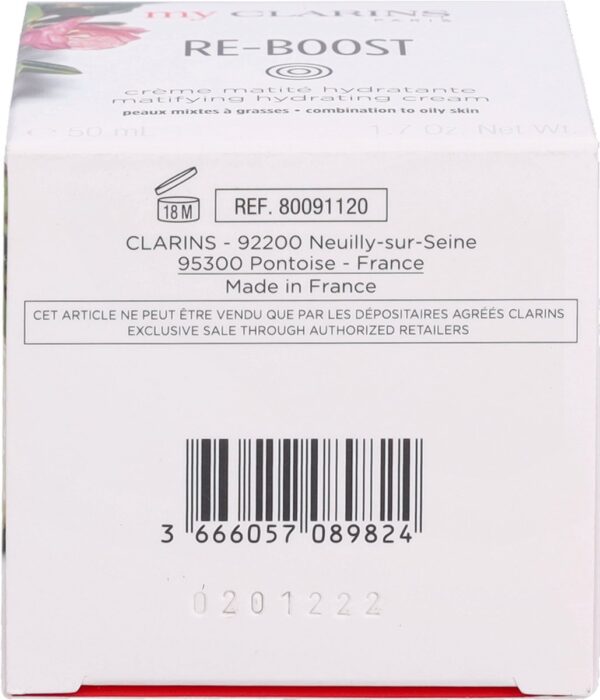 my CLARINS
PARIS
RE-BOOST
crème matité hydratante
matifying hydrating cream
peaux mixtes à grasses • combination to oily skin
50 mL 1.7 Oz. Net Wt.
18 M
REF. 80091120
CLARINS - 92200 Neuilly-sur-Seine
95300 Pontoise - France
Made in France
CET ARTICLE NE PEUT ÊTRE VENDU QUE PAR LES DÉPOSITAIRES AGRÉÉS CLARINS
EXCLUSIVE SALE THROUGH AUTHORIZED RETAILERS
3 666057 089824
0201222